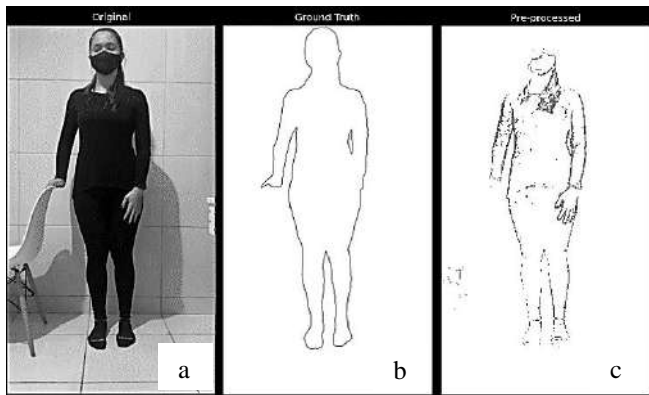 Original
Ground Truth
Pre-processed
a
b
c